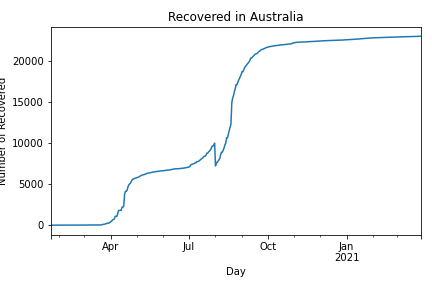 Recovered in Australia
Number of Recovered
20000
15000
10000
5000
0
Apr
Jul
Oct
Jan
2021
Day